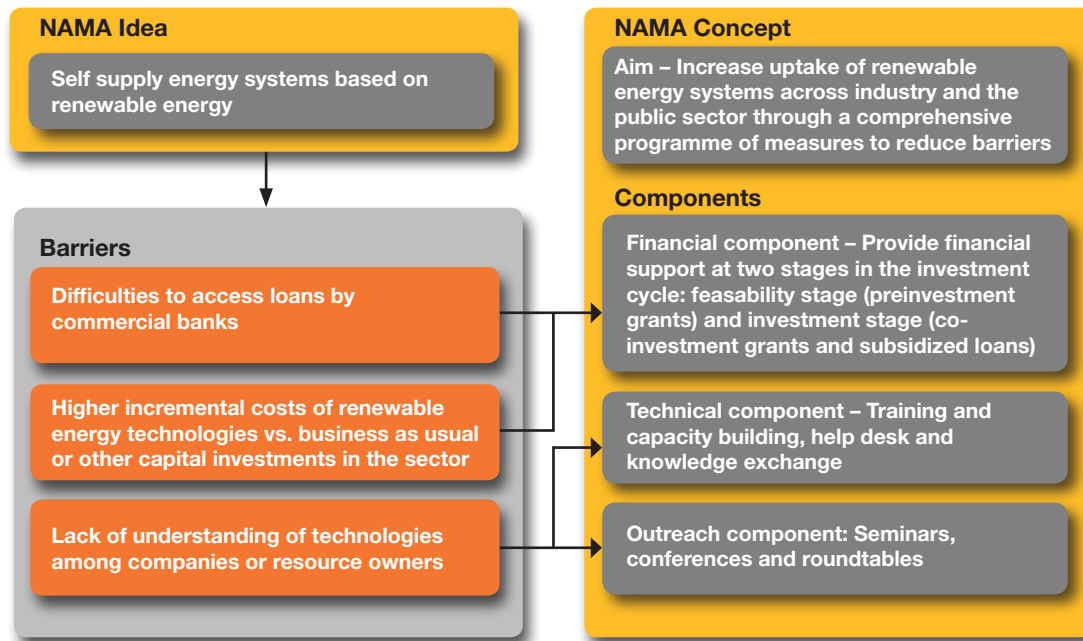 NAMA Idea
Self supply energy systems based on
renewable energy
Barriers
Difficulties to access loans by
commercial banks
Higher incremental costs of renewable
energy technologies vs. business as usual
or other capital investments in the sector
Lack of understanding of technologies
among companies or resource owners
NAMA Concept
Aim – Increase uptake of renewable
energy systems across industry and the
public sector through a comprehensive
programme of measures to reduce barriers
Components
Financial component – Provide financial
support at two stages in the investment
cycle: feasability stage (preinvestment
grants) and investment stage (co-
investment grants and subsidized loans)
Technical component – Training and
capacity building, help desk and
knowledge exchange
Outreach component: Seminars,
conferences and roundtables